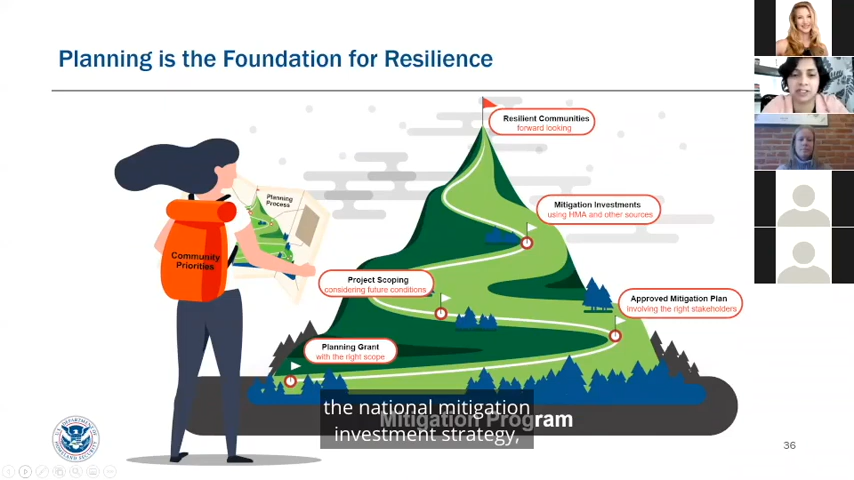 Planning is the Foundation for Resilience
Resilient Communities
forward looking
Planning
Process
Mitigation Investments
using HMA and other sources
Community
Priorities
Project Scoping
considering future conditions
Approved Mitigation Plan
involving the right stakeholders
Planning Grant
with the right scope
the national mitigation
investment strategy,
Mitigation Program
36